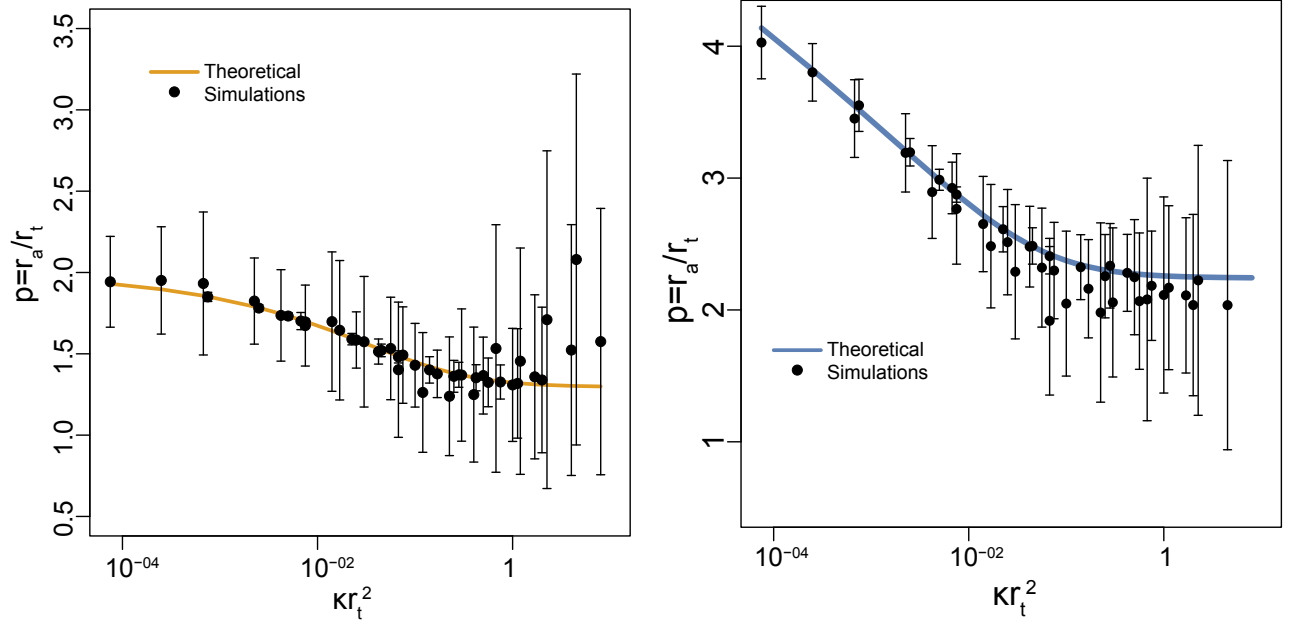 3.5
3.0
2.5
2.0
1.5
1.0
0.5
p=r_a/r_t
Theoretical
Simulations
10^-04
10^-02
1
κr_t^2
4
3
2
1
p=r_a/r_t
Theoretical
Simulations
10^-04
10^-02
1
κr_t^2